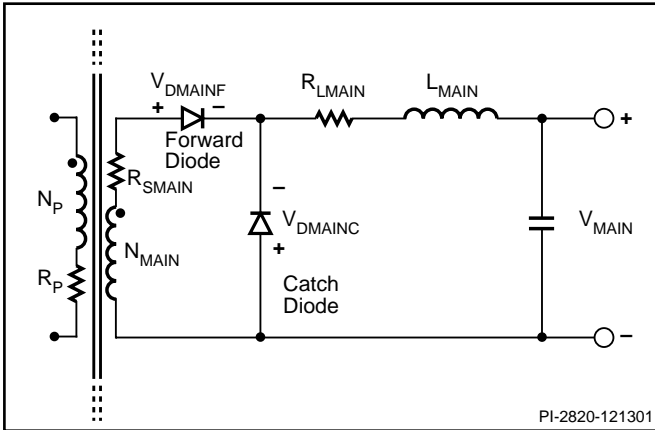 V_DMAINF
+ −
Forward
Diode
R_LMAIN
L_MAIN
+
R_SMAIN
N_P
N_MAIN
R_P
−
V_DMAINC
+
Catch
Diode
V_MAIN
−
PI-2820-121301